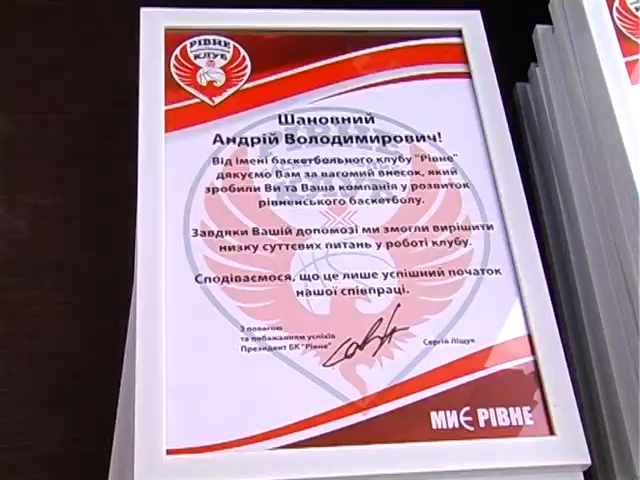 РІВНЕ
КЛУБ
Шановний
Андрій Володимирович!
Від імені баскетбольного клубу "Рівне"
дякуємо Вам за вагомий внесок, який
зробили Ви та Ваша компанія у розвиток
рівненського баскетболу.
Завдяки Вашій допомозі ми змогли вирішити
низку суттєвих питань у роботі клубу.
Сподіваємося, що це лише успішний початок
нашої співпраці.
З повагою
та побажанням успіхів
Президент БК "Рівне"
Сергій Ліщук
МИ Є РІВНЕ